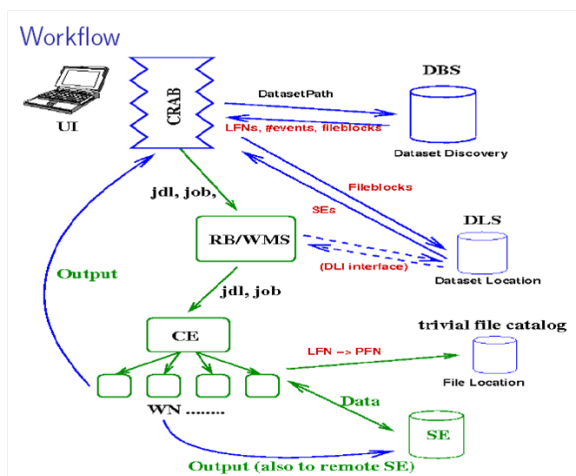 Workflow
UI
CRAB
DatasetPath
LFNs, #events, fileblocks
DBS
Dataset Discovery
Fileblocks
SEs
jdl, job,
RB/WMS
(DLI interface)
DLS
Dataset Location
Output
jdl, job
CE
LFN -> PFN
trivial file catalog
File Location
WN ........
Data
SE
Output (also to remote SE)